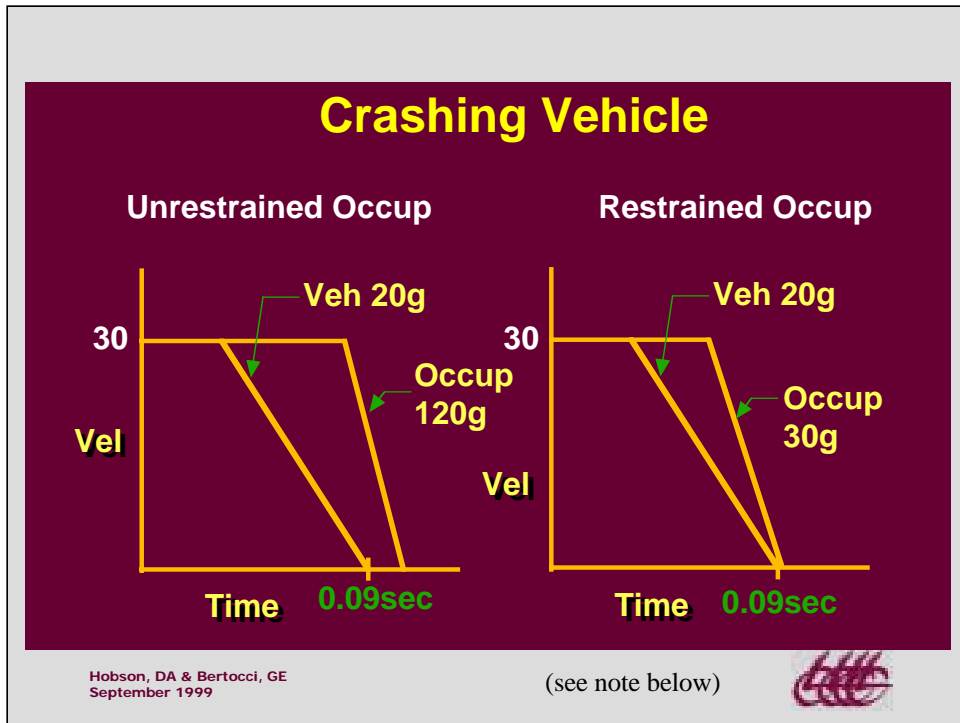 Crashing Vehicle
Unrestrained Occup
Restrained Occup
Veh 20g
30
Occup
120g
Vel
Time
0.09sec
Veh 20g
30
Occup
30g
Vel
Time
0.09sec
Hobson, DA & Bertocci, GE
September 1999
(see note below)